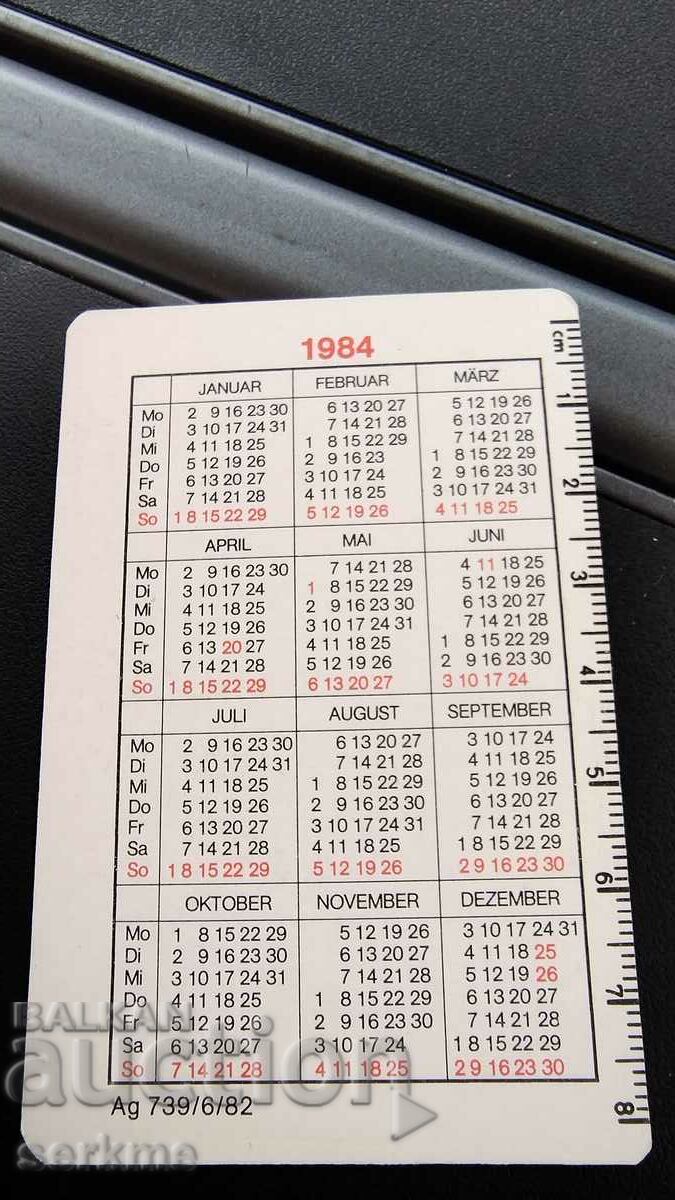 1984
JANUAR FEBRUAR MÄRZ
Mo 2 9 16 23 30 6 13 20 27 5 12 19 26
Di 3 10 17 24 31 7 14 21 28 6 13 20 27
Mi 4 11 18 25 1 8 15 22 29 7 14 21 28
Do 5 12 19 26 2 9 16 23 1 8 15 22 29
Fr 6 13 20 27 3 10 17 24 2 9 16 23 30
Sa 7 14 21 28 4 11 18 25 3 10 17 24 31
So 1 8 15 22 29 5 12 19 26 4 11 18 25
APRIL MAI JUNI
Mo 2 9 16 23 30 7 14 21 28 4 11 18 25
Di 3 10 17 24 1 8 15 22 29 5 12 19 26
Mi 4 11 18 25 2 9 16 23 30 6 13 20 27
Do 5 12 19 26 3 10 17 24 31 7 14 21 28
Fr 6 13 20 27 4 11 18 25 1 8 15 22 29
Sa 7 14 21 28 5 12 19 26 2 9 16 23 30
So 1 8 15 22 29 6 13 20 27 3 10 17 24
JULI AUGUST SEPTEMBER
Mo 2 9 16 23 30 6 13 20 27 3 10 17 24
Di 3 10 17 24 31 7 14 21 28 4 11 18 25
Mi 4 11 18 25 1 8 15 22 29 5 12 19 26
Do 5 12 19 26 2 9 16 23 30 6 13 20 27
Fr 6 13 20 27 3 10 17 24 31 7 14 21 28
Sa 7 14 21 28 4 11 18 25 1 8 15 22 29
So 1 8 15 22 29 5 12 19 26 2 9 16 23 30
OKTOBER NOVEMBER DEZEMBER
Mo 1 8 15 22 29 5 12 19 26 3 10 17 24 31
Di 2 9 16 23 30 6 13 20 27 4 11 18 25
Mi 3 10 17 24 31 7 14 21 28 5 12 19 26
Do 4 11 18 25 1 8 15 22 29 6 13 20 27
Fr 5 12 19 26 2 9 16 23 30 7 14 21 28
Sa 6 13 20 27 3 10 17 24 1 8 15 22 29
So 7 14 21 28 4 11 18 25 2 9 16 23 30
Ag 739/6/82
cm
1
2
3
4
5
6
7
8
BALKAN
auction
serkme